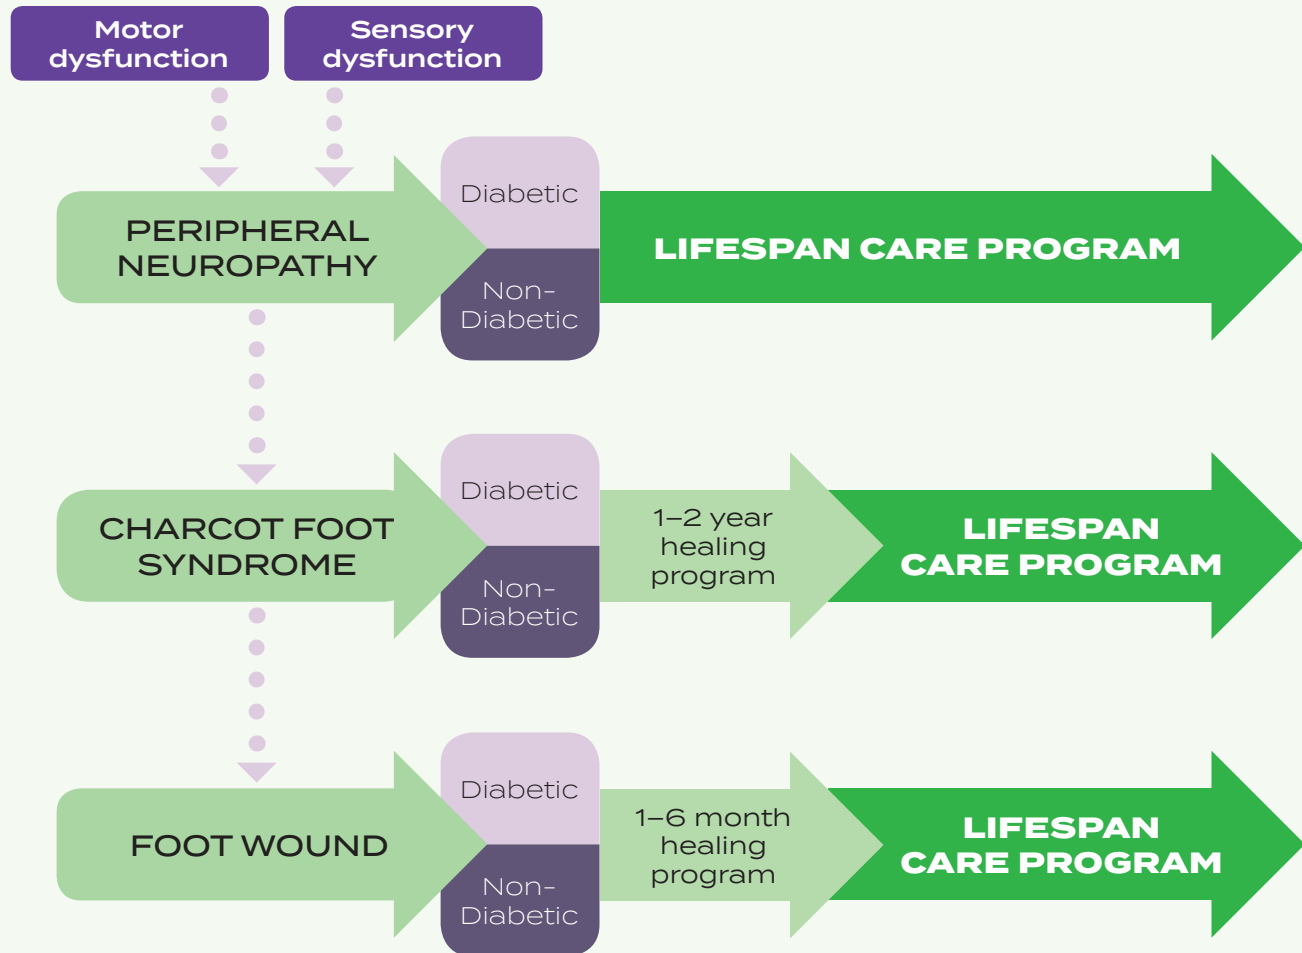 Motor
dysfunction
Sensory
dysfunction
PERIPHERAL
NEUROPATHY
Diabetic
Non-
Diabetic
LIFESPAN CARE PROGRAM
CHARCOT FOOT
SYNDROME
Diabetic
Non-
Diabetic
1–2 year
healing
program
LIFESPAN
CARE PROGRAM
FOOT WOUND
Diabetic
Non-
Diabetic
1–6 month
healing
program
LIFESPAN
CARE PROGRAM